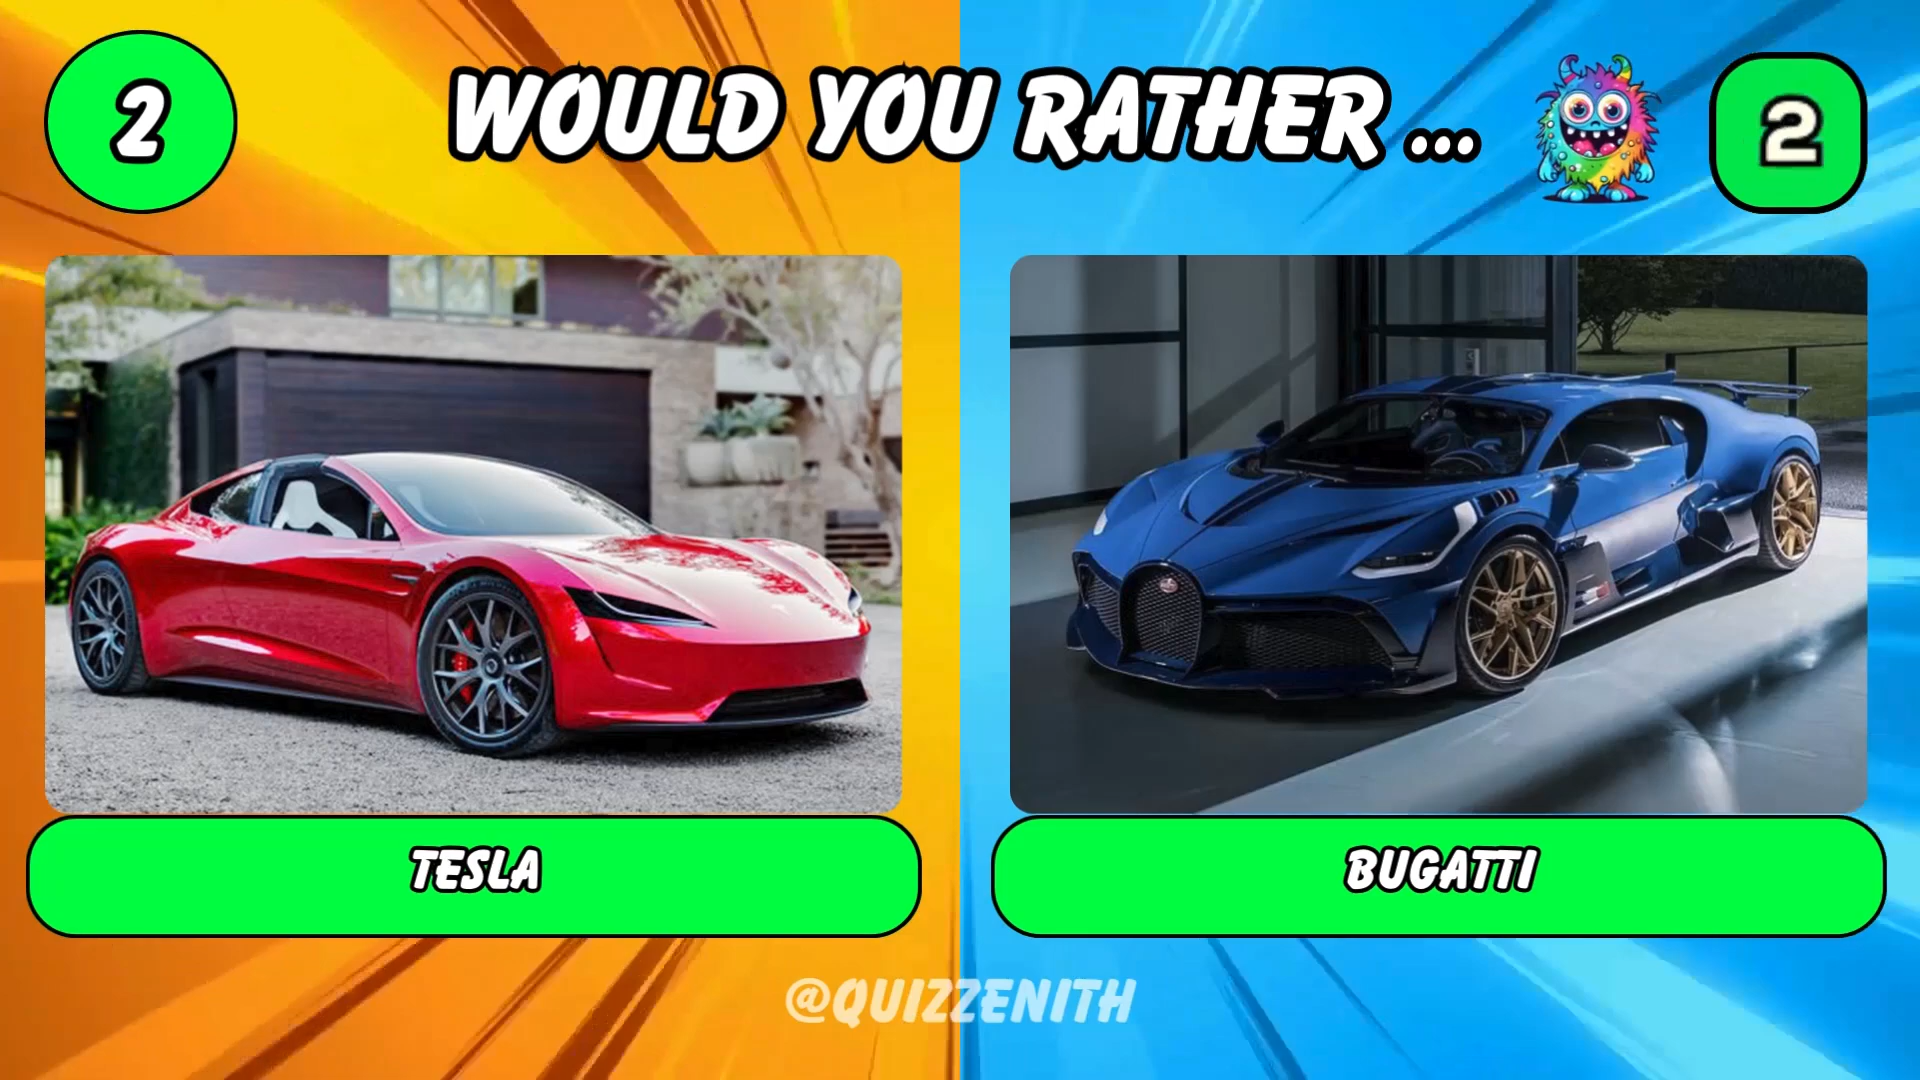 2
WOULD YOU RATHER ...
2
TESLA
BUGATTI
@QUIZZENITH